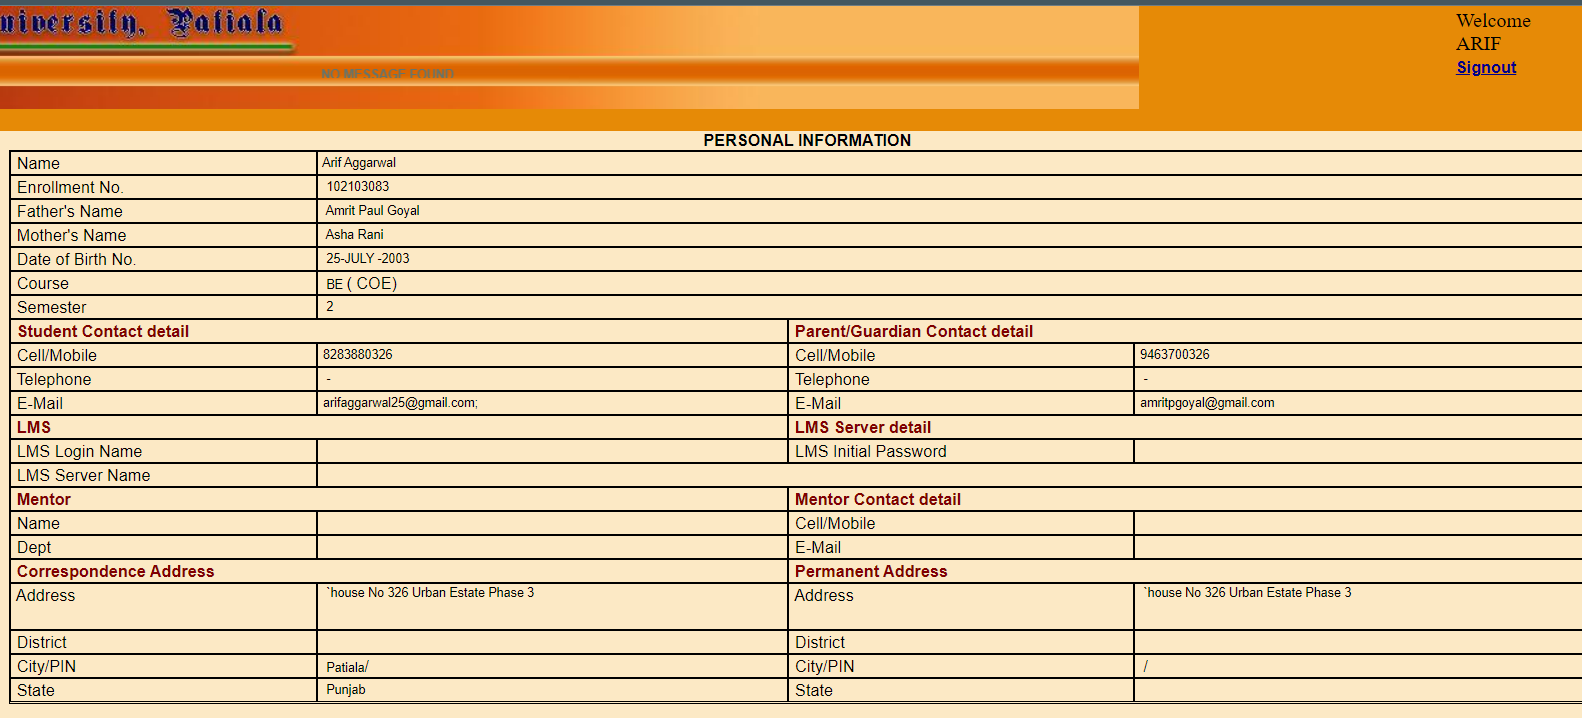 niversity, Patiala
NO MESSAGE FOUND
Welcome
ARIF
Signout
PERSONAL INFORMATION
Name Arif Aggarwal
Enrollment No. 102103083
Father's Name Amrit Paul Goyal
Mother's Name Asha Rani
Date of Birth No. 25-JULY -2003
Course BE ( COE)
Semester 2
Student Contact detail Parent/Guardian Contact detail
Cell/Mobile 8283880326 Cell/Mobile 9463700326
Telephone - Telephone -
E-Mail arifaggarwal25@gmail.com; E-Mail amritpgoyal@gmail.com
LMS LMS Server detail
LMS Login Name LMS Initial Password
LMS Server Name
Mentor Mentor Contact detail
Name Cell/Mobile
Dept E-Mail
Correspondence Address Permanent Address
Address `house No 326 Urban Estate Phase 3 Address `house No 326 Urban Estate Phase 3
District District
City/PIN Patiala/ City/PIN /
State Punjab State